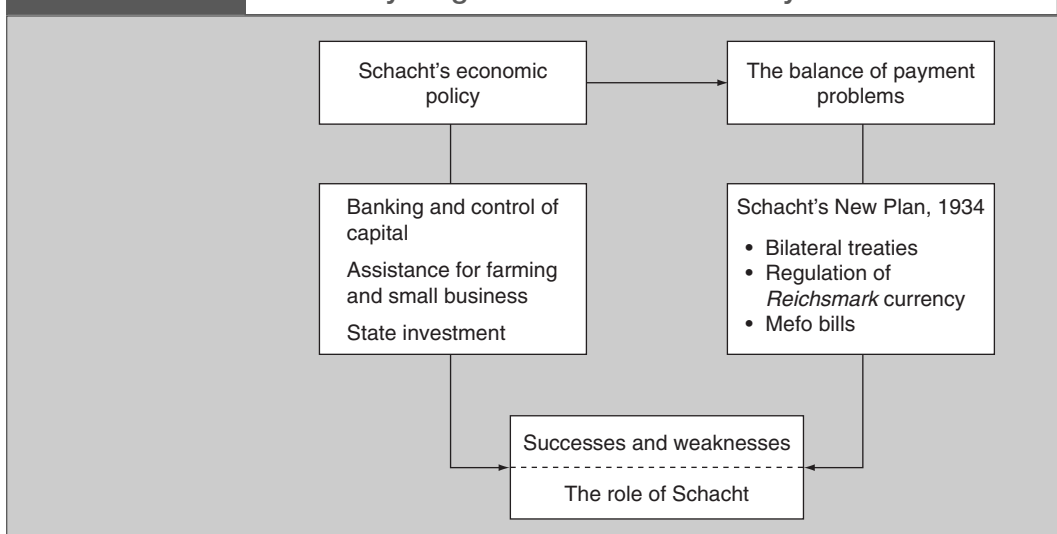 Schacht's economic
policy
The balance of payment
problems
Banking and control of
capital
Assistance for farming
and small business
State investment
Schacht's New Plan, 1934
• Bilateral treaties
• Regulation of
Reichsmark currency
• Mefo bills
Successes and weaknesses
The role of Schacht